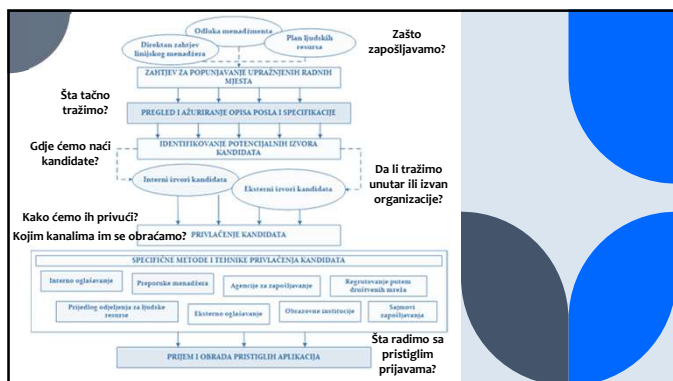 Odluka menadžmenta
Direktan zahtjev
linijskog menadžera
Plan ljudskih
resursa
Zašto
zapošljavamo?
ZAHTJEV ZA POPUNJAVANJE UPRAŽNJENIH RADNIH
MJESTA
Šta tačno
tražimo?
PREGLED I AŽURIRANJE OPISA POSLA I SPECIFIKACIJE
Gdje ćemo naći
kandidate?
IDENTIFIKOVANJE POTENCIJALNIH IZVORA
KANDIDATA
Interni izvori kandidata
Eksterni izvori kandidata
Da li tražimo
unutar ili izvan
organizacije?
Kako ćemo ih privući?
Kojim kanalima im se obraćamo?
PRIVLAČENJE KANDIDATA
SPECIFIČNE METODE I TEHNIKE PRIVLAČENJA KANDIDATA
Interno oglašavanje
Preporuke menadžera
Agencije za zapošljavanje
Regrutovanje putem
društvenih mreža
Prijedlog odjeljenja za ljudske
resurse
Eksterno oglašavanje
Obrazovne institucije
Sajmovi
zapošljavanja
Šta radimo sa
pristiglim
prijavama?
PRIJEM I OBRADA PRISTIGLIH APLIKACIJA